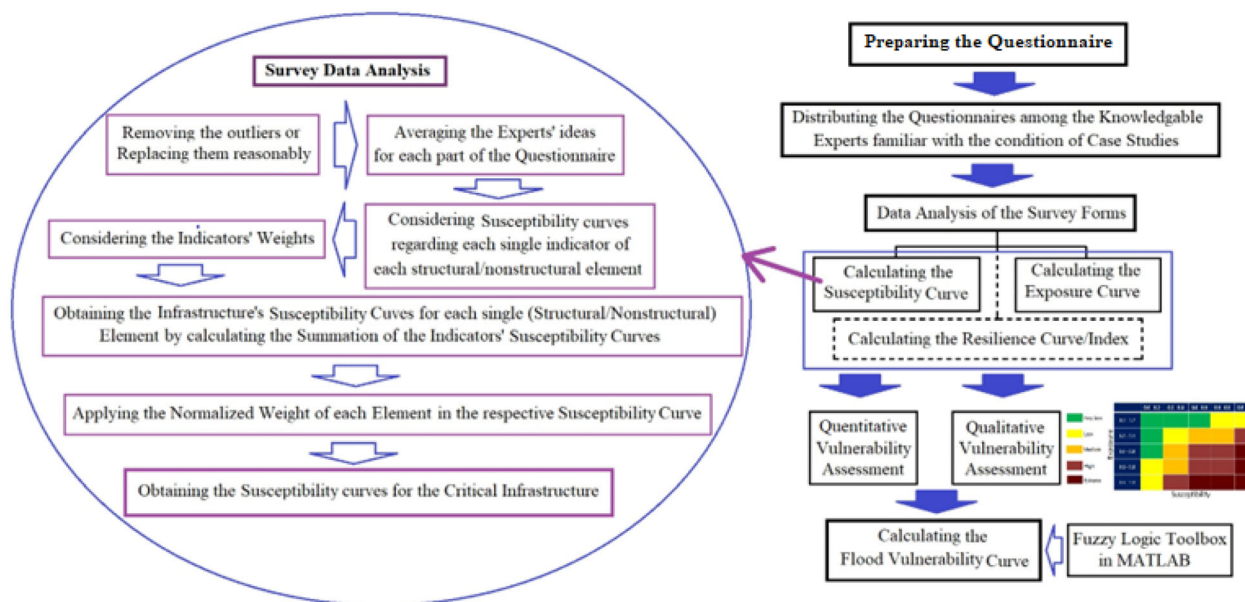 Survey Data Analysis
Removing the outliers or
Replacing them reasonably
Averaging the Experts' ideas
for each part of the Questionnaire
Considering Susceptibility curves
regarding each single indicator of
each structural/nonstructural element
Considering the Indicators' Weights
Obtaining the Infrastructure's Susceptibility Cuves for each single (Structural/Nonstructural)
Element by calculating the Summation of the Indicators' Susceptibility Curves
Applying the Normalized Weight of each Element in the respective Susceptibility Curve
Obtaining the Susceptibility curves for the Critical Infrastructure
Preparing the Questionnaire
Distributing the Questionnaires among the Knowledgable
Experts familiar with the condition of Case Studies
Data Analysis of the Survey Forms
Calculating the
Susceptibility Curve
Calculating the
Exposure Curve
Calculating the Resilience Curve/Index
Quentitative
Vulnerability
Assessment
Qualitative
Vulnerability
Assessment
Low
Medium
High
Extreme
Susceptibility
Calculating the
Flood Vulnerability Curve
Fuzzy Logic Toolbox
in MATLAB